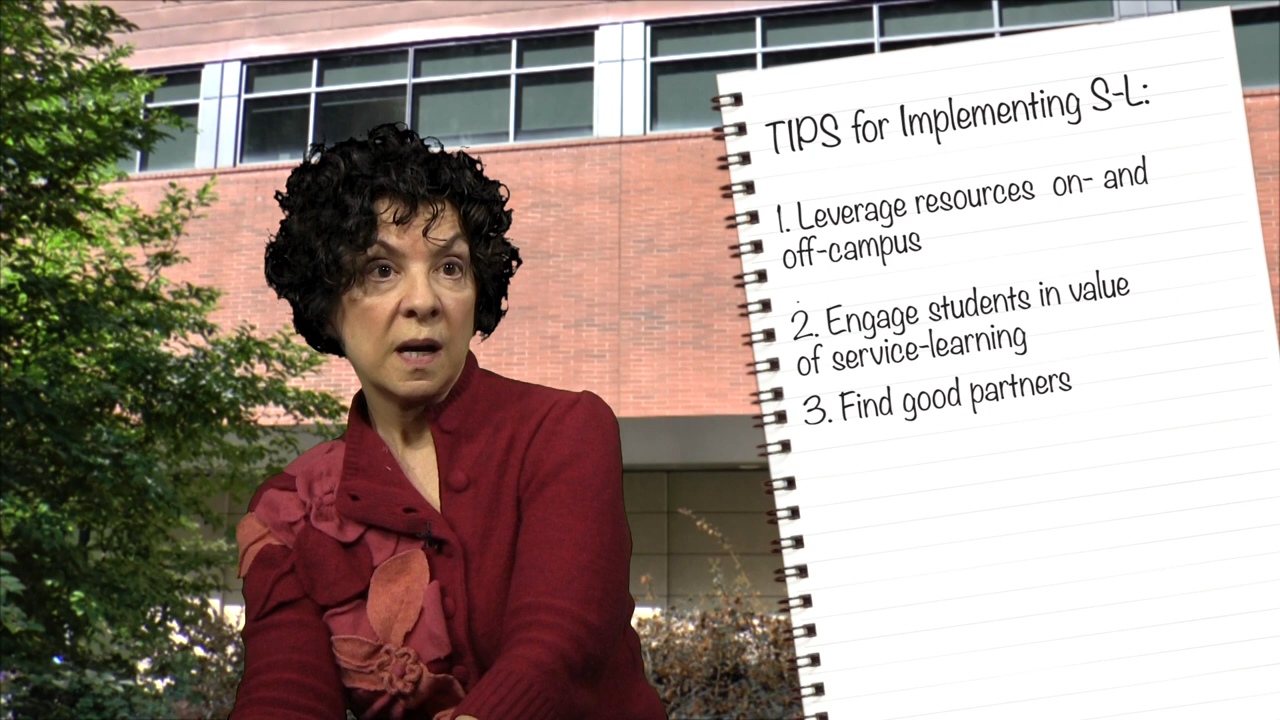 TIPS for Implementing S-L:
1. Leverage resources on- and
off-campus
2. Engage students in value
of service-learning
3. Find good partners